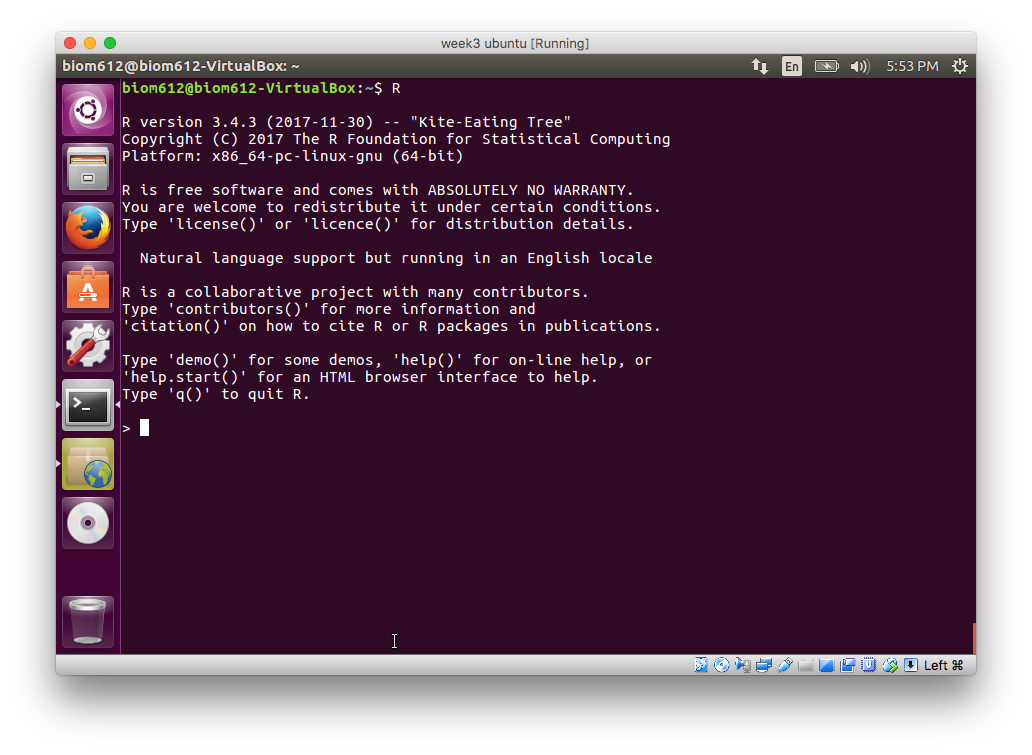 week3 ubuntu [Running]
biom612@biom612-VirtualBox: ~
En
5:53 PM
biom612@biom612-VirtualBox:~$ R
R version 3.4.3 (2017-11-30) -- "Kite-Eating Tree"
Copyright (C) 2017 The R Foundation for Statistical Computing
Platform: x86_64-pc-linux-gnu (64-bit)
R is free software and comes with ABSOLUTELY NO WARRANTY.
You are welcome to redistribute it under certain conditions.
Type 'license()' or 'licence()' for distribution details.
Natural language support but running in an English locale
R is a collaborative project with many contributors.
Type 'contributors()' for more information and
'citation()' on how to cite R or R packages in publications.
Type 'demo()' for some demos, 'help()' for on-line help, or
'help.start()' for an HTML browser interface to help.
Type 'q()' to quit R.
>
Left ⌘